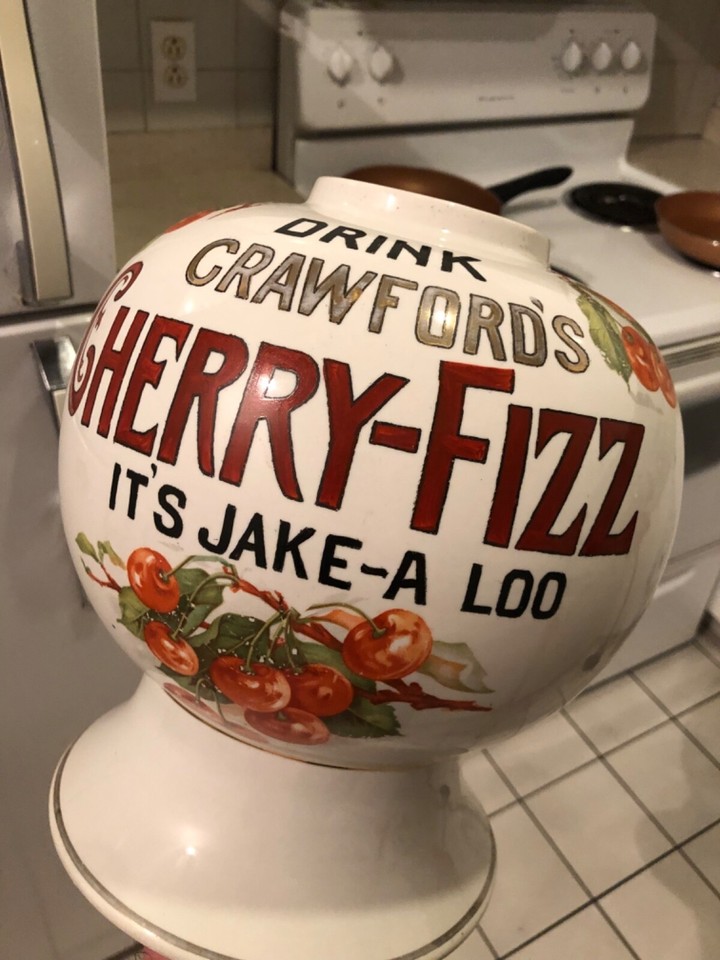 DRINK
CRAWFORD'S
CHERRY-FIZZ
IT'S JAKE-A LOO